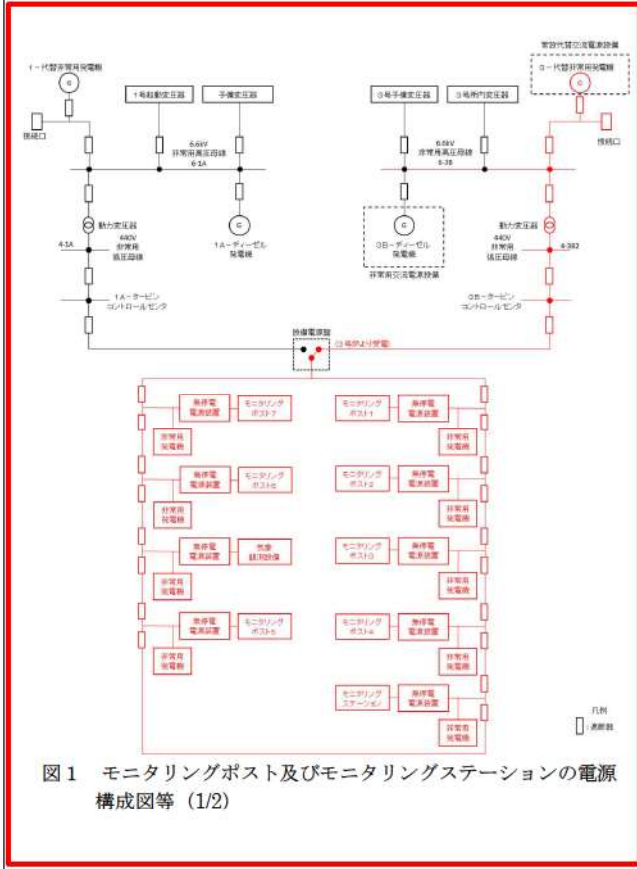 常設代替交流電源設備
1-代替非常用発電機
3-代替非常用発電機
G
G
1号起動変圧器
予備変圧器
3号予備変圧器
3号所内変圧器
接続口
接続口
6.6kV
非常用高圧母線
6-1A
6.6kV
非常用高圧母線
6-3B
動力変圧器
動力変圧器
G
G
440V
非常用
低圧母線
4-1A
1A-ディーゼル
発電機
3B-ディーゼル
発電機
440V
非常用
低圧母線
4-3B2
非常用交流電源設備
1A-タービン
コントロールセンタ
3B-タービン
コントロールセンタ
設備電源盤
(3号炉より受電)
無停電
電源装置
モニタリング
ポスト7
モニタリング
ポスト1
無停電
電源装置
非常用
発電機
非常用
発電機
無停電
電源装置
モニタリング
ポスト6
モニタリング
ポスト2
無停電
電源装置
非常用
発電機
非常用
発電機
無停電
電源装置
気象
観測設備
モニタリング
ポスト3
無停電
電源装置
非常用
発電機
非常用
発電機
無停電
電源装置
モニタリング
ポスト5
モニタリング
ポスト4
無停電
電源装置
非常用
発電機
非常用
発電機
モニタリング
ステーション
無停電
電源装置
非常用
発電機
凡例
:遮断器
図1 モニタリングポスト及びモニタリングステーションの電源
構成図等 (1/2)